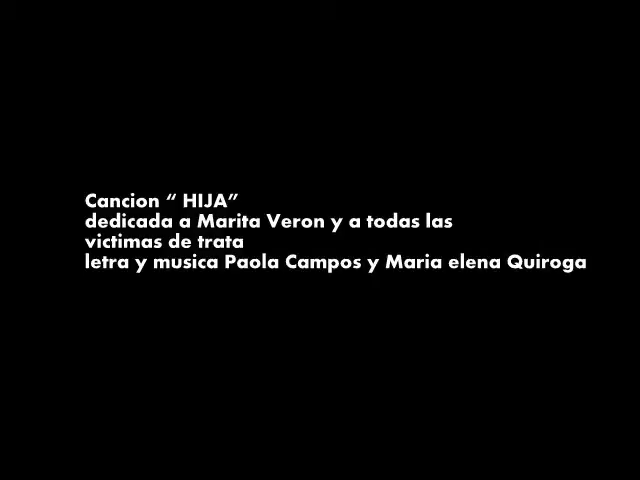 Cancion “ HIJA”
dedicada a Marita Veron y a todas las
victimas de trata
letra y musica Paola Campos y Maria elena Quiroga